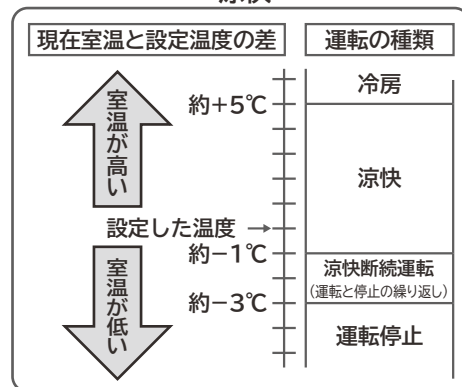 現在室温と設定温度の差
運転の種類
室温が高い
約+5℃
冷房
涼快
設定した温度 →
約−1℃
涼快断続運転
(運転と停止の繰り返し)
室温が低い
約−3℃
運転停止